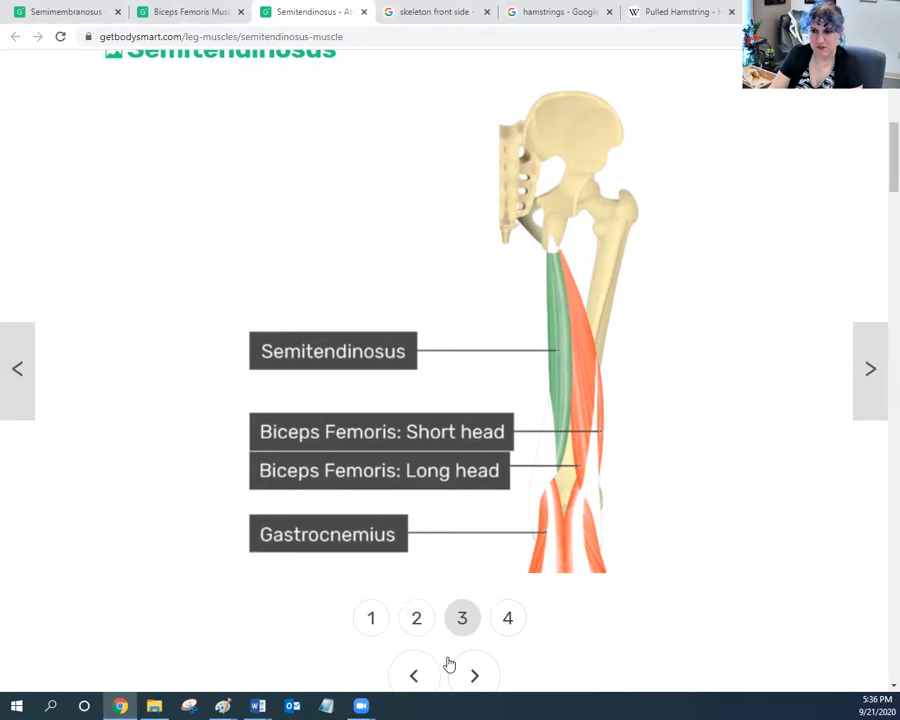 Semimembranosus
Biceps Femoris Musc
Semitendinosus - At
skeleton front side -
hamstrings - Google
Pulled Hamstring - H
getbodysmart.com/leg-muscles/semitendinosus-muscle
Semitendinosus
Semitendinosus
Biceps Femoris: Short head
Biceps Femoris: Long head
Gastrocnemius
1 2 3 4
5:36 PM
9/21/2020